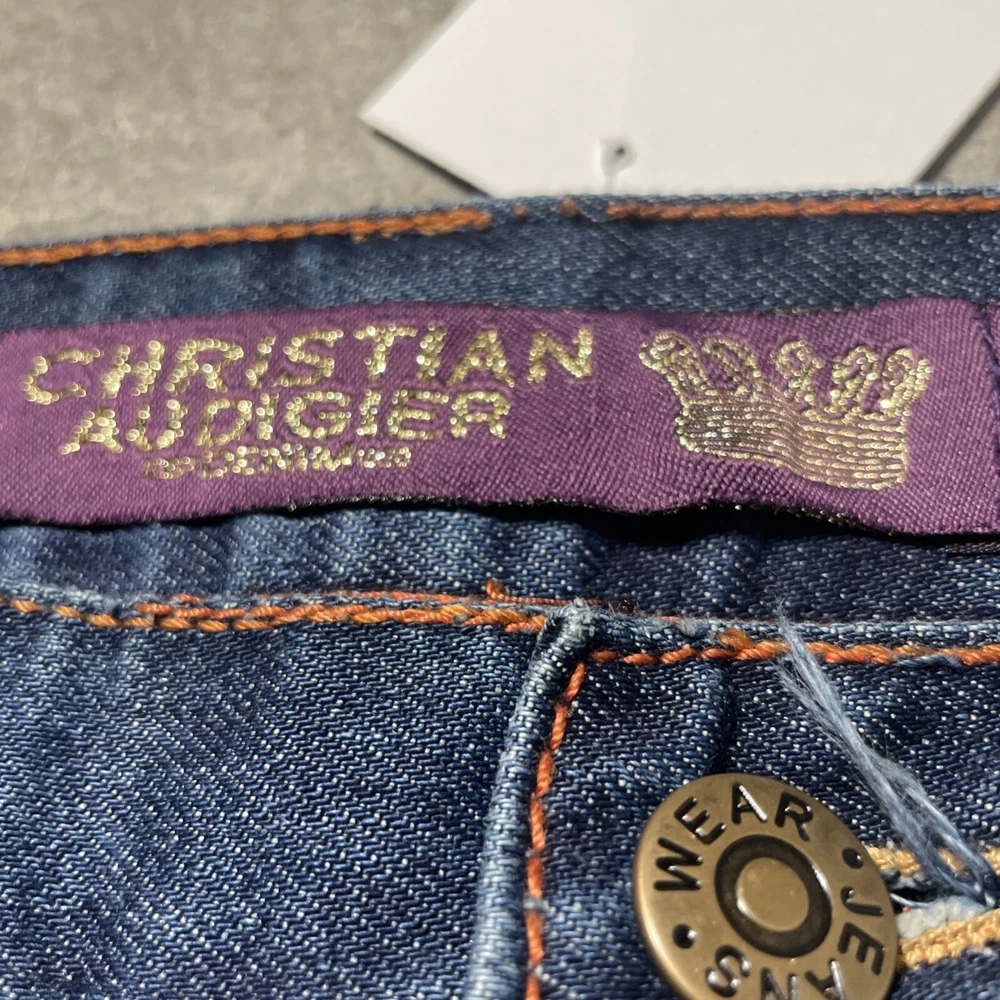 CHRISTIAN
AUDIGIER
DENIM
WEAR • JEANS •